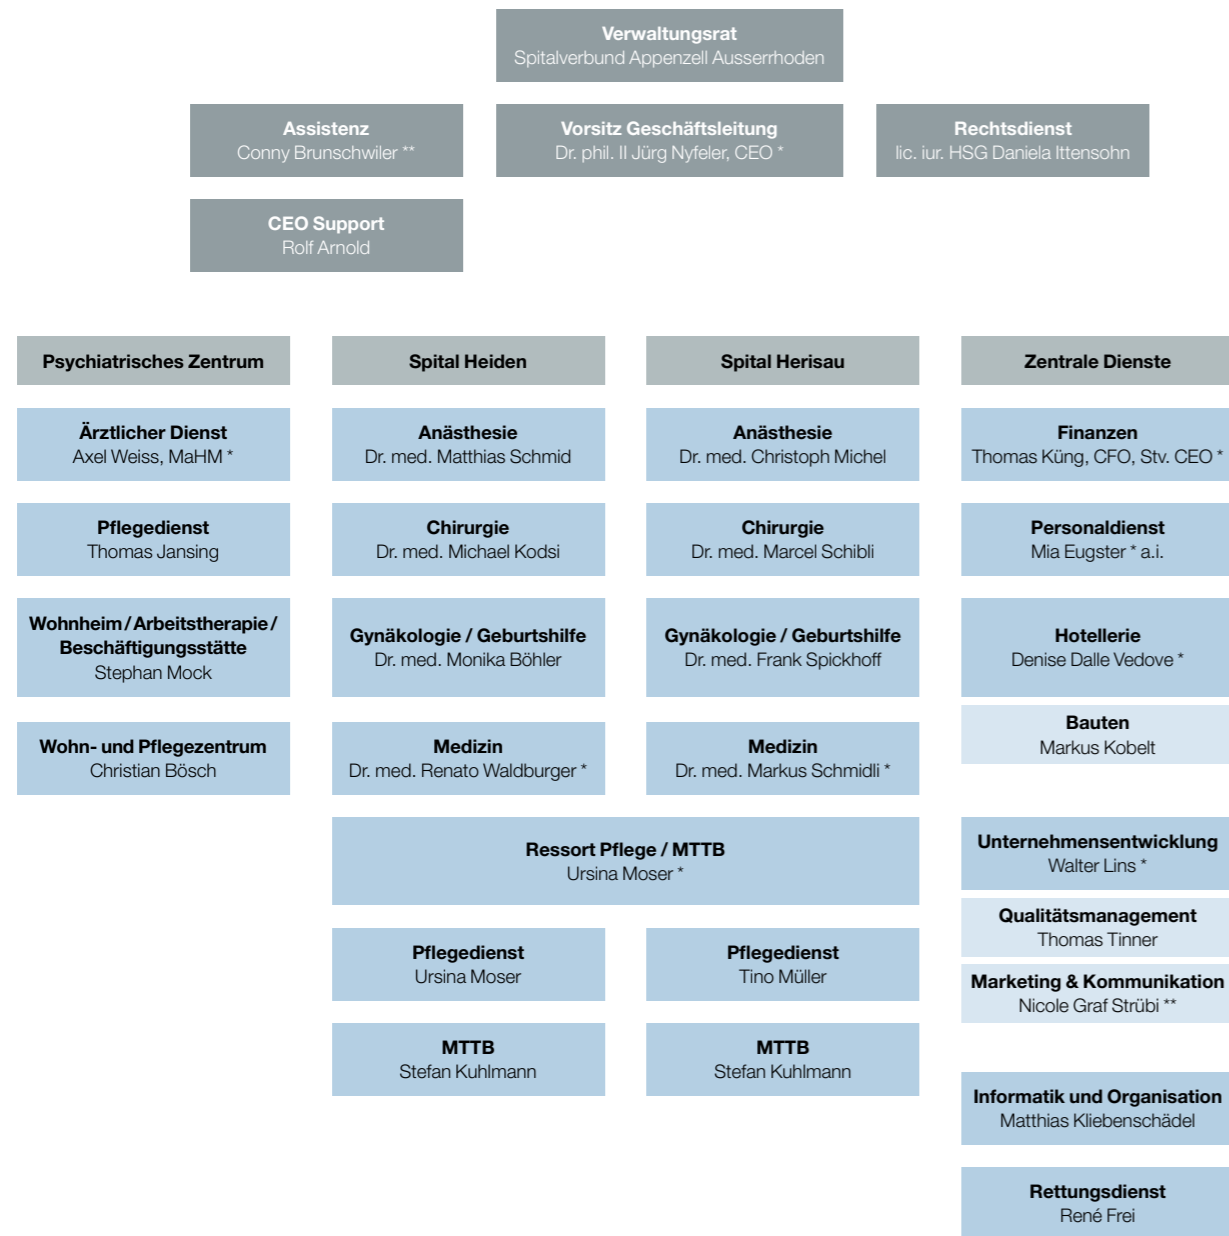 Verwaltungsrat
Spitalverbund Appenzell Ausserrhoden
Assistenz
Conny Brunschwiler **
Vorsitz Geschäftsleitung
Dr. phil. II Jürg Nyfeler, CEO *
Rechtsdienst
lic. iur. HSG Daniela Ittensohn
CEO Support
Rolf Arnold
Psychiatrisches Zentrum
Ärztlicher Dienst
Axel Weiss, MaHM *
Pflegedienst
Thomas Jansing
Wohnheim / Arbeitstherapie /
Beschäftigungsstätte
Stephan Mock
Wohn- und Pflegezentrum
Christian Bösch
Spital Heiden
Anästhesie
Dr. med. Matthias Schmid
Chirurgie
Dr. med. Michael Kodsi
Gynäkologie / Geburtshilfe
Dr. med. Monika Böhler
Medizin
Dr. med. Renato Waldburger *
Spital Herisau
Anästhesie
Dr. med. Christoph Michel
Chirurgie
Dr. med. Marcel Schibli
Gynäkologie / Geburtshilfe
Dr. med. Frank Spickhoff
Medizin
Dr. med. Markus Schmidli *
Ressort Pflege / MTTB
Ursina Moser *
Pflegedienst
Ursina Moser
Pflegedienst
Tino Müller
MTTB
Stefan Kuhlmann
MTTB
Stefan Kuhlmann
Zentrale Dienste
Finanzen
Thomas Küng, CFO, Stv. CEO *
Personaldienst
Mia Eugster * a.i.
Hotellerie
Denise Dalle Vedove *
Bauten
Markus Kobelt
Unternehmensentwicklung
Walter Lins *
Qualitätsmanagement
Thomas Tinner
Marketing & Kommunikation
Nicole Graf Strübi **
Informatik und Organisation
Matthias Kliebenschädel
Rettungsdienst
René Frei